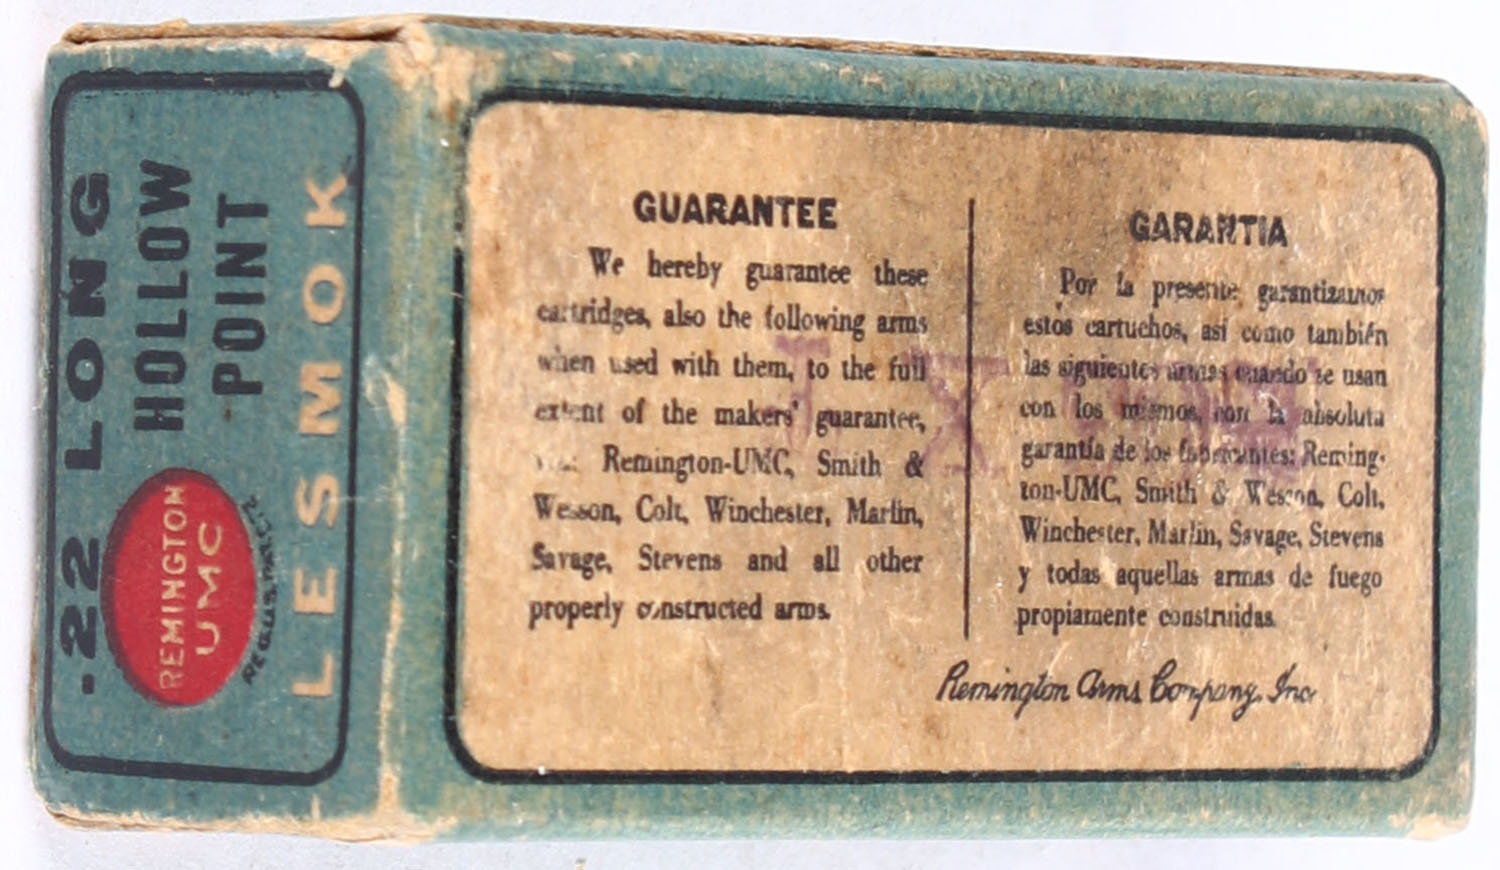 .22 LONG
HOLLOW
POINT
REMINGTON
UMC
LESMOK
GUARANTEE
We hereby guarantee these
cartridges, also the following arms
when used with them, to the full
extent of the makers' guarantee,
Remington-UMC, Smith &
Wesson, Colt, Winchester, Marlin,
Savage, Stevens and all other
properly constructed arms.
GARANTIA
Por la presente garantizamos
estos cartuchos, así como también
las siguientes armas cuando se usan
con los mismos, con la absoluta
garantía de los fabricantes: Reming-
ton-UMC, Smith & Wesson, Colt,
Winchester, Marlin, Savage, Stevens
y todas aquellas armas de fuego
propiamente construidas.
Remington Arms Company, Inc.